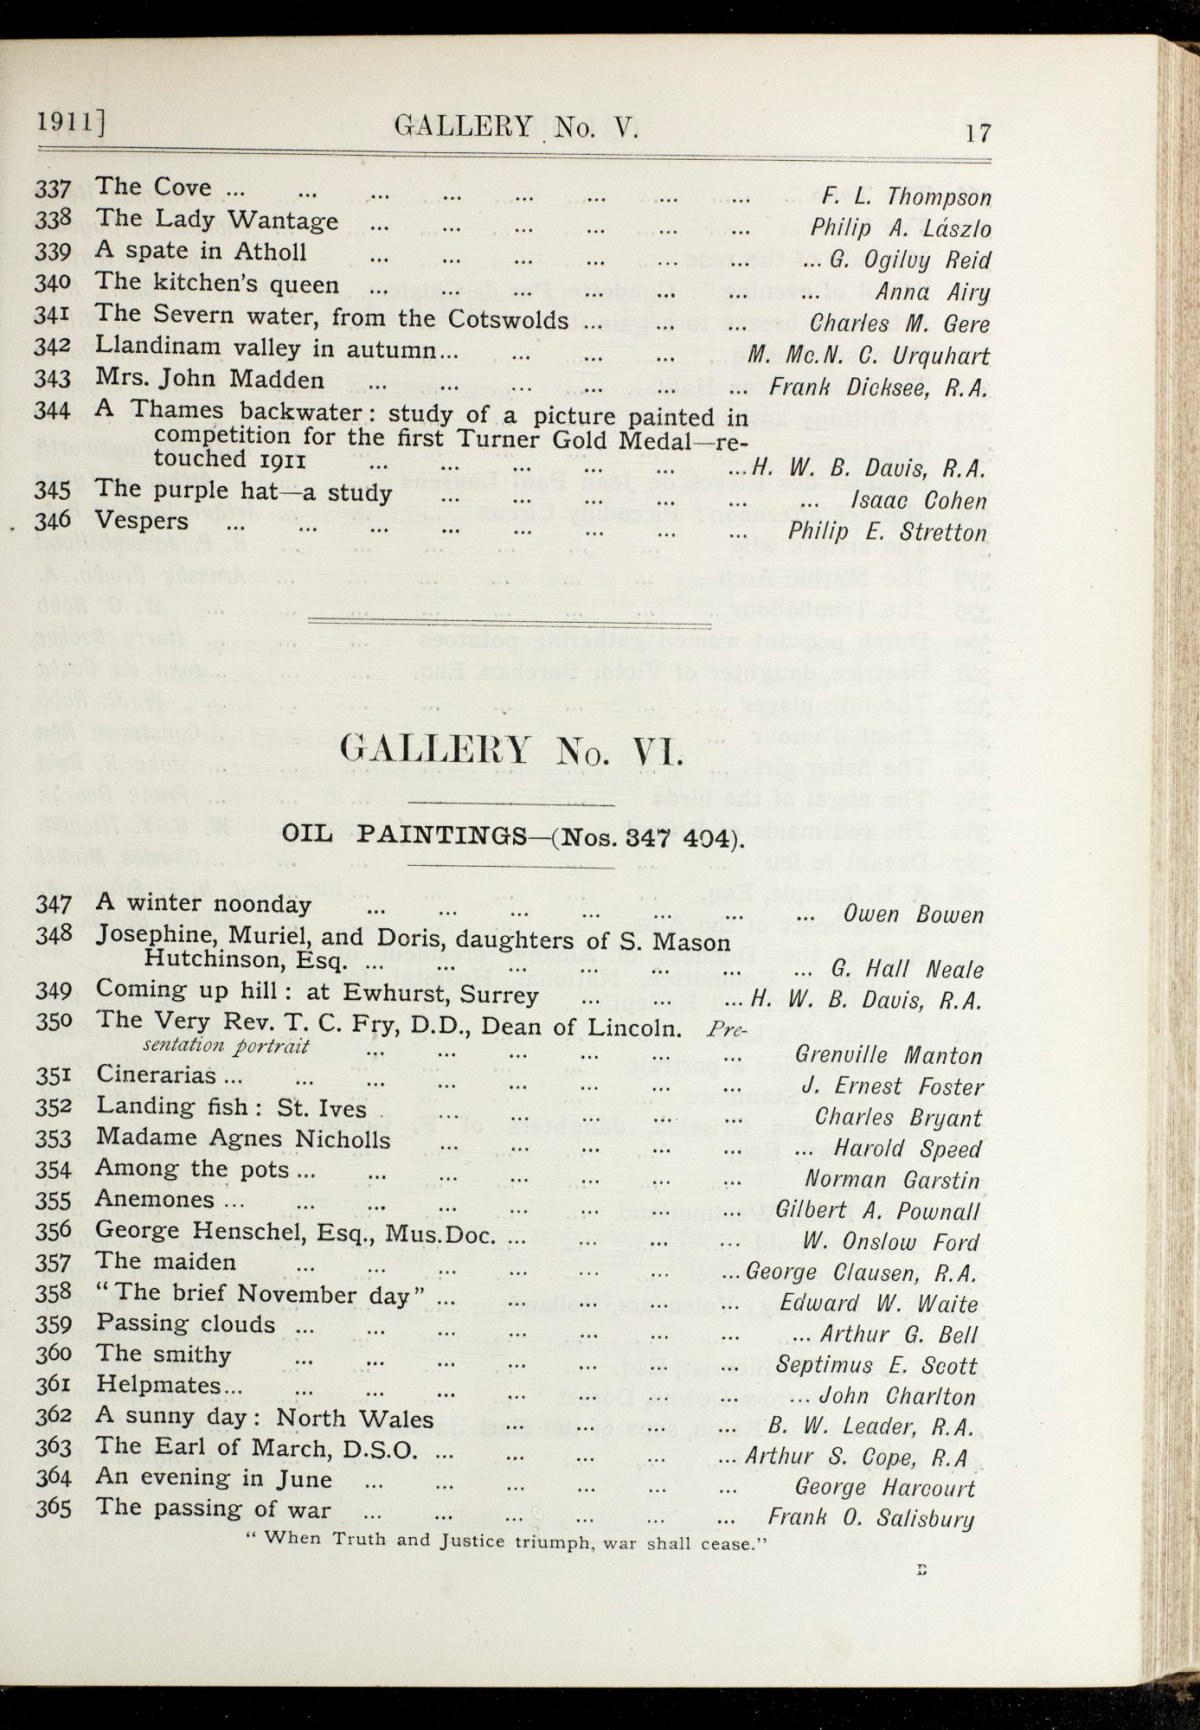 1911] GALLERY No. V. 17
337 The Cove ... ... ... ... ... ... ... ... F. L. Thompson
338 The Lady Wantage ... ... ... ... ... ... Philip A. László
339 A spate in Atholl ... ... ... ... ... ... ... G. Ogilvy Reid
340 The kitchen's queen ... ... ... ... ... ... ... Anna Airy
341 The Severn water, from the Cotswolds ... ... ... Charles M. Gere
342 Llandinam valley in autumn... ... ... ... M. Mc.N. C. Urquhart
343 Mrs. John Madden ... ... ... ... ... ... Frank Dicksee, R.A.
344 A Thames backwater : study of a picture painted in
competition for the first Turner Gold Medal—re-
touched 1911 ... ... ... ... ... ... H. W. B. Davis, R.A.
345 The purple hat—a study ... ... ... ... ... ... Isaac Cohen
346 Vespers ... ... ... ... ... ... ... ... Philip E. Stretton
GALLERY No. VI.
OIL PAINTINGS—(Nos. 347 404).
347 A winter noonday ... ... ... ... ... ... ... Owen Bowen
348 Josephine, Muriel, and Doris, daughters of S. Mason
Hutchinson, Esq. ... ... ... ... ... ... ... G. Hall Neale
349 Coming up hill : at Ewhurst, Surrey ... ... ... H. W. B. Davis, R.A.
350 The Very Rev. T. C. Fry, D.D., Dean of Lincoln. Pre-
sentation portrait ... ... ... ... ... ... Grenville Manton
351 Cinerarias ... ... ... ... ... ... ... ... J. Ernest Foster
352 Landing fish : St. Ives ... ... ... ... ... Charles Bryant
353 Madame Agnes Nicholls ... ... ... ... ... ... Harold Speed
354 Among the pots ... ... ... ... ... ... ... Norman Garstin
355 Anemones ... ... ... ... ... ... ... ... Gilbert A. Pownall
356 George Henschel, Esq., Mus.Doc. ... ... ... ... W. Onslow Ford
357 The maiden ... ... ... ... ... ... ... George Clausen, R.A.
358 “The brief November day” ... ... ... ... ... Edward W. Waite
359 Passing clouds ... ... ... ... ... ... ... ... Arthur G. Bell
360 The smithy ... ... ... ... ... ... ... Septimus E. Scott
361 Helpmates... ... ... ... ... ... ... ... ... John Charlton
362 A sunny day : North Wales ... ... ... ... B. W. Leader, R.A.
363 The Earl of March, D.S.O. ... ... ... ... ... Arthur S. Cope, R.A
364 An evening in June ... ... ... ... ... ... George Harcourt
365 The passing of war ... ... ... ... ... ... Frank O. Salisbury
“ When Truth and Justice triumph, war shall cease.”